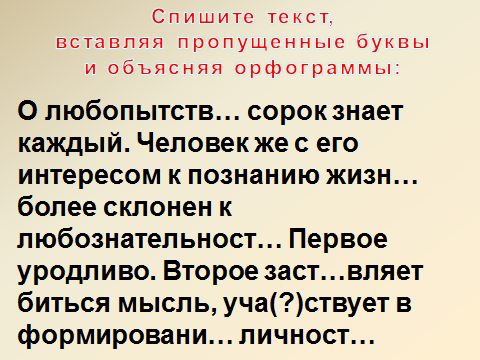 Спишите текст,
вставляя пропущенные буквы
и объясняя орфограммы:
О любопытств… сорок знает
каждый. Человек же с его
интересом к познанию жизн…
более склонен к
любознательност… Первое
уродливо. Второе заст…вляет
биться мысль, уча(?)ствует в
формировани… личност…